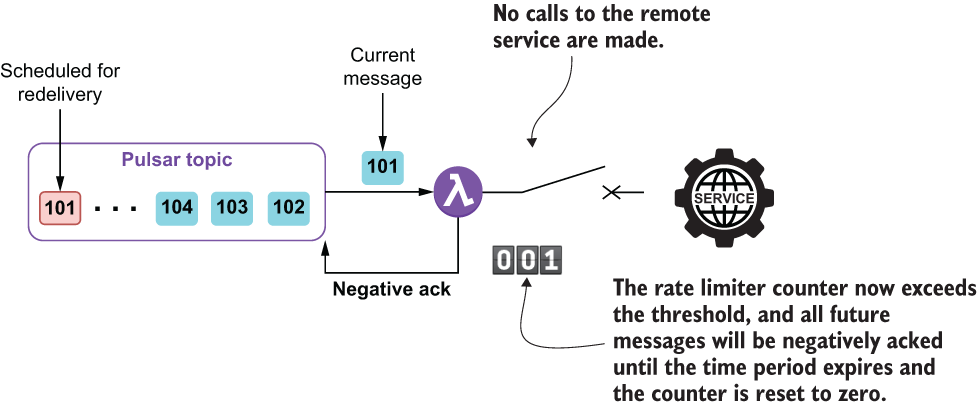 No calls to the remote
service are made.
Scheduled for
redelivery
Current
message
Pulsar topic
101
101
104
103
102
λ
SERVICE
001
Negative ack
The rate limiter counter now exceeds
the threshold, and all future
messages will be negatively acked
until the time period expires and
the counter is reset to zero.